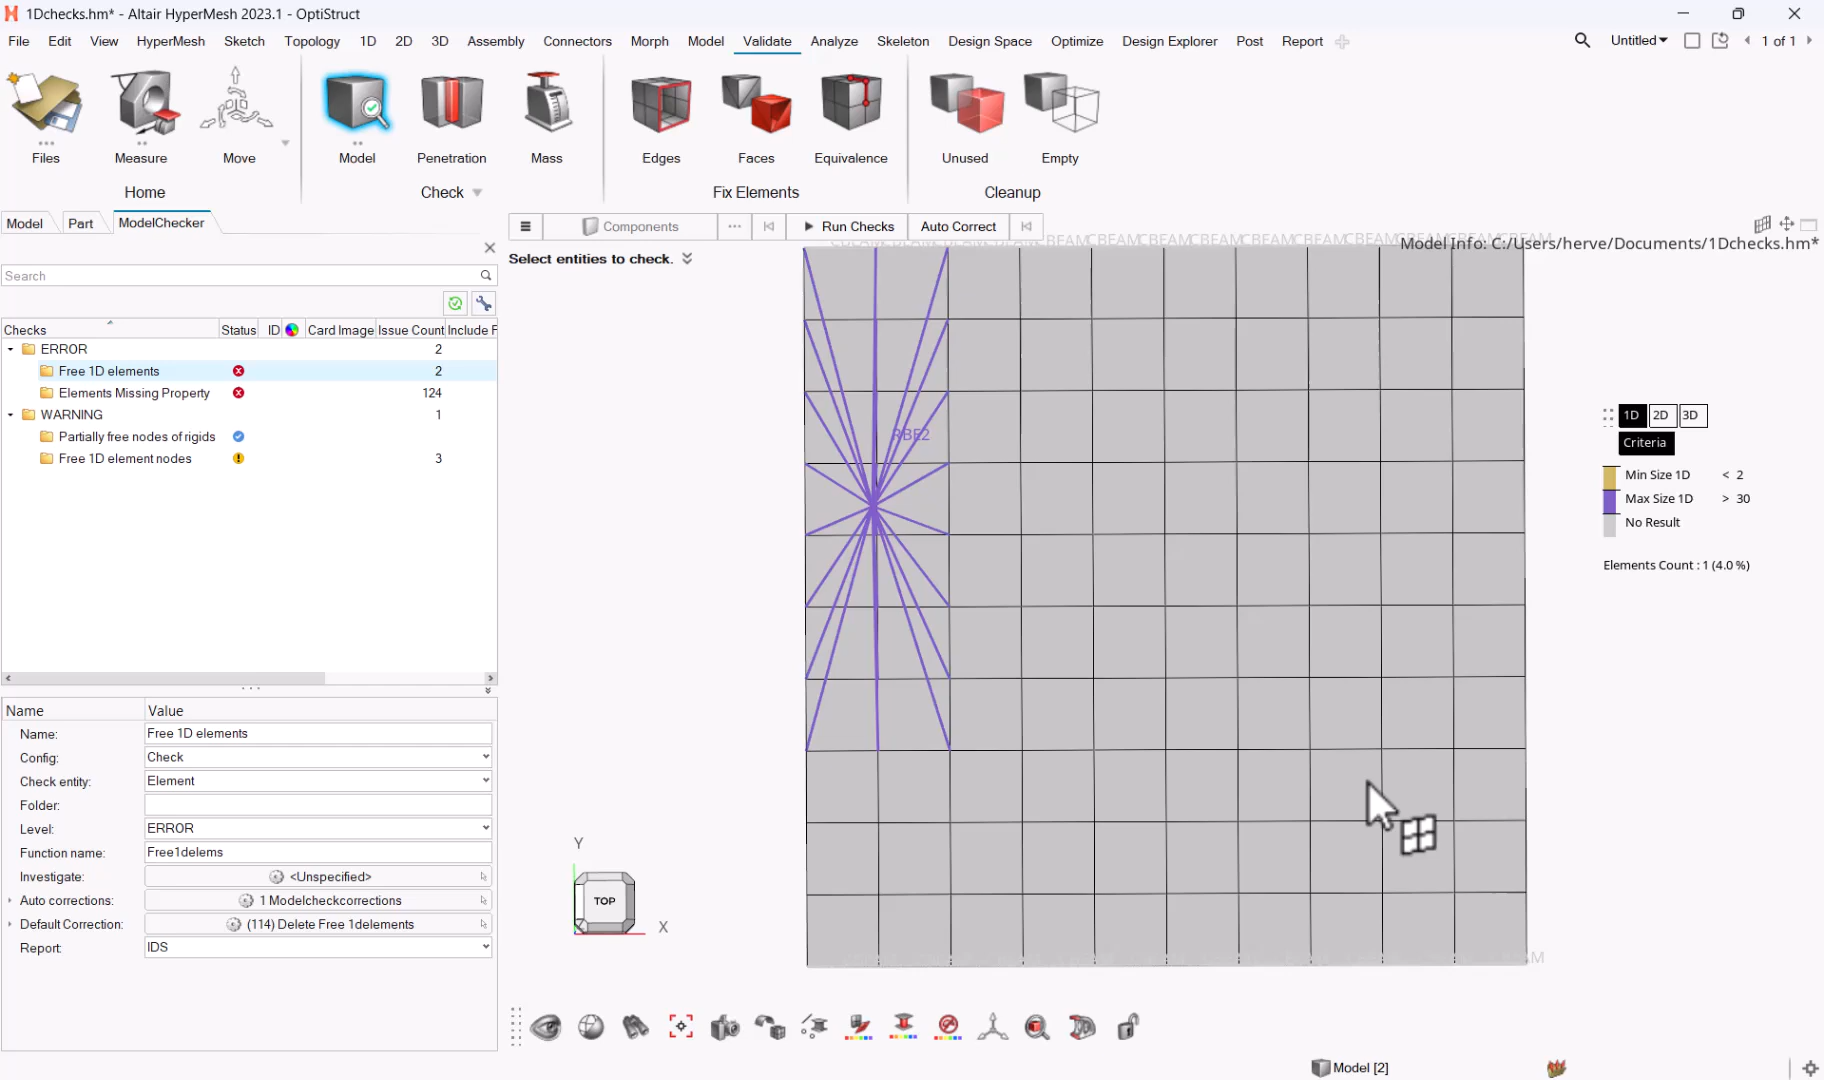 1Dchecks.hm* - Altair HyperMesh 2023.1 - OptiStruct
File Edit View HyperMesh Sketch Topology 1D 2D 3D Assembly Connectors Morph Model Validate Analyze Skeleton Design Space Optimize Design Explorer Post Report Untitled 1 of 1
Files Measure Move Model Penetration Mass Edges Faces Equivalence Unused Empty
Home Check Fix Elements Cleanup
Model Part ModelChecker
Components ··· Run Checks Auto Correct
Model Info: C:/Users/herve/Documents/1Dchecks.hm*
Select entities to check.
Search
Checks Status ID Card Image Issue Count Include F
ERROR 2
Free 1D elements 2
Elements Missing Property 124
WARNING 1
Partially free nodes of rigids
Free 1D element nodes 3
RBE2
1D 2D 3D
Criteria
Min Size 1D < 2
Max Size 1D > 30
No Result
Elements Count : 1 (4.0 %)
Name Value
Name: Free 1D elements
Config: Check
Check entity: Element
Folder:
Level: ERROR
Function name: Free1delems
Investigate: <Unspecified>
Auto corrections: 1 Modelcheckcorrections
Default Correction: (114) Delete Free 1delements
Report: IDS
Y
TOP
X
Model [2]